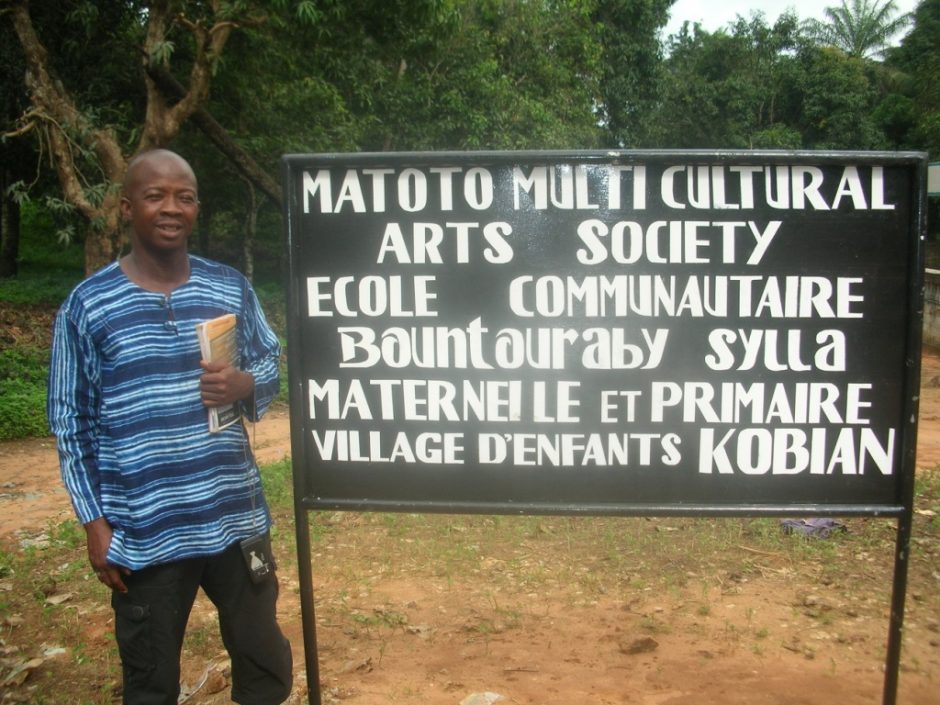 MATOTO MULTI CULTURAL
ARTS SOCIETY
ECOLE COMMUNAUTAIRE
Bountouraby Sylla
MATERNELLE ET PRIMAIRE
VILLAGE D'ENFANTS KOBIAN